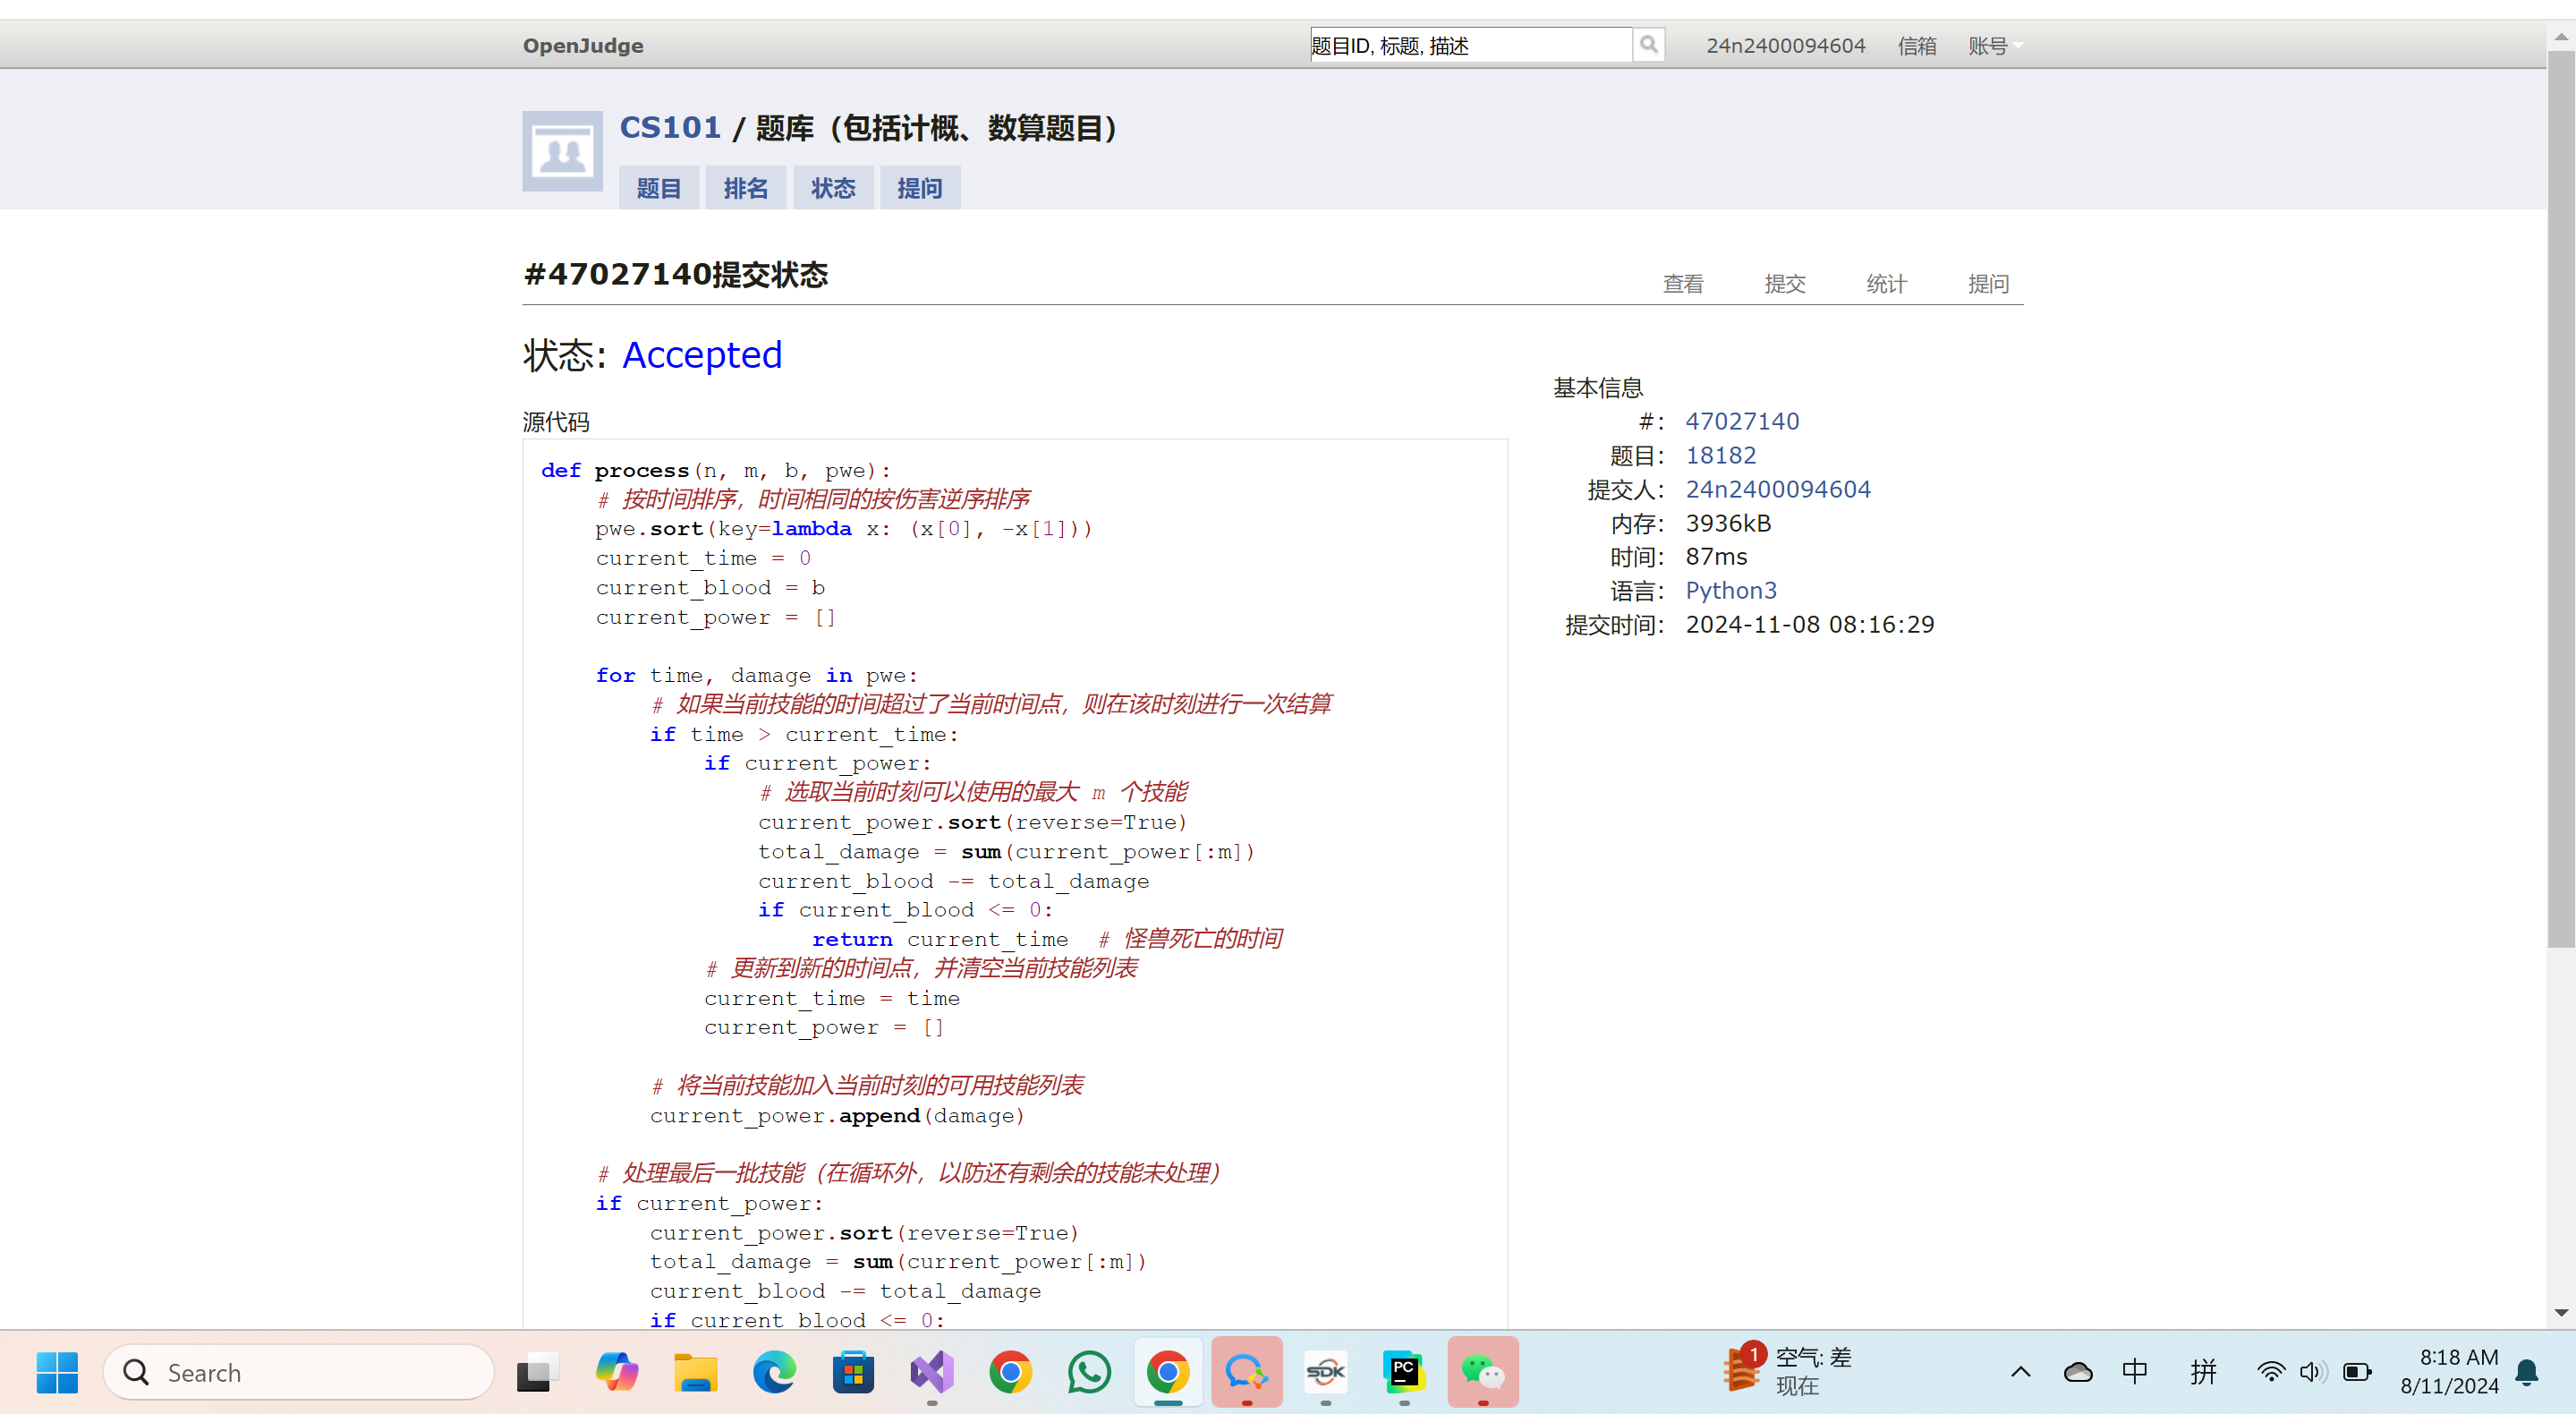 OpenJudge
题目ID, 标题, 描述
24n2400094604 信箱 账号
CS101 / 题库（包括计概、数算题目）
题目 排名 状态 提问
#47027140提交状态
查看 提交 统计 提问
状态: Accepted
源代码
def process(n, m, b, pwe):
    # 按时间排序，时间相同的按伤害逆序排序
    pwe.sort(key=lambda x: (x[0], -x[1]))
    current_time = 0
    current_blood = b
    current_power = []
    for time, damage in pwe:
        # 如果当前技能的时间超过了当前时间点，则在该时刻进行一次结算
        if time > current_time:
            if current_power:
                # 选取当前时刻可以使用的最大 m 个技能
                current_power.sort(reverse=True)
                total_damage = sum(current_power[:m])
                current_blood -= total_damage
                if current_blood <= 0:
                    return current_time  # 怪兽死亡的时间
            # 更新到新的时间点，并清空当前技能列表
            current_time = time
            current_power = []
        # 将当前技能加入当前时刻的可用技能列表
        current_power.append(damage)
    # 处理最后一批技能（在循环外，以防还有剩余的技能未处理）
    if current_power:
        current_power.sort(reverse=True)
        total_damage = sum(current_power[:m])
        current_blood -= total_damage
        if current_blood <= 0:
基本信息
#: 47027140
题目: 18182
提交人: 24n2400094604
内存: 3936kB
时间: 87ms
语言: Python3
提交时间: 2024-11-08 08:16:29
Search
SDK
PC
1
空气: 差
现在
中
拼
8:18 AM
8/11/2024